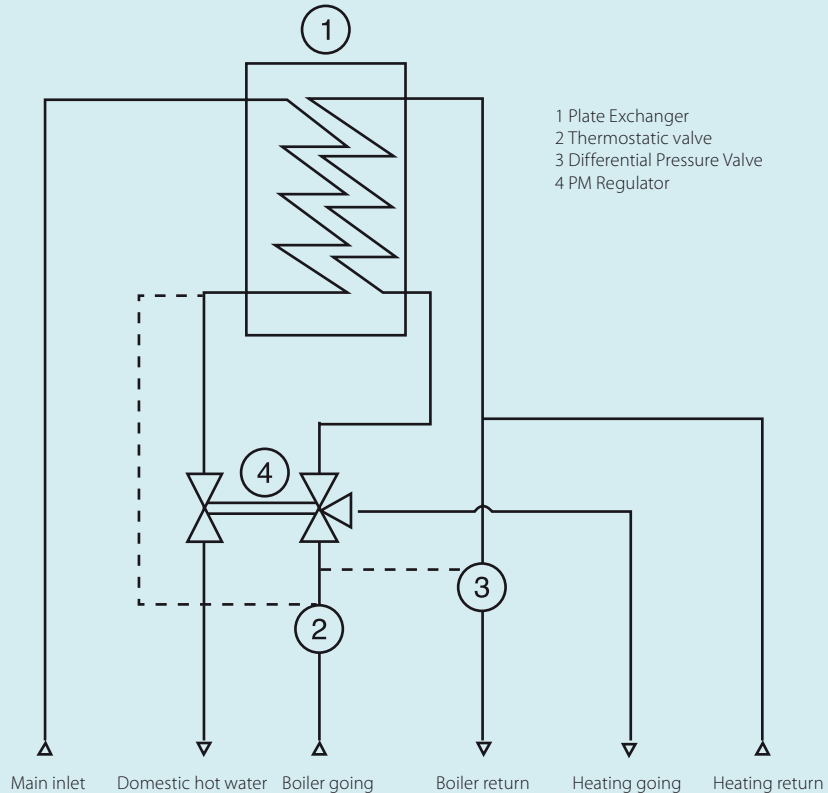 1
1 Plate Exchanger
2 Thermostatic valve
3 Differential Pressure Valve
4 PM Regulator
4
3
2
Main inlet
Domestic hot water
Boiler going
Boiler return
Heating going
Heating return